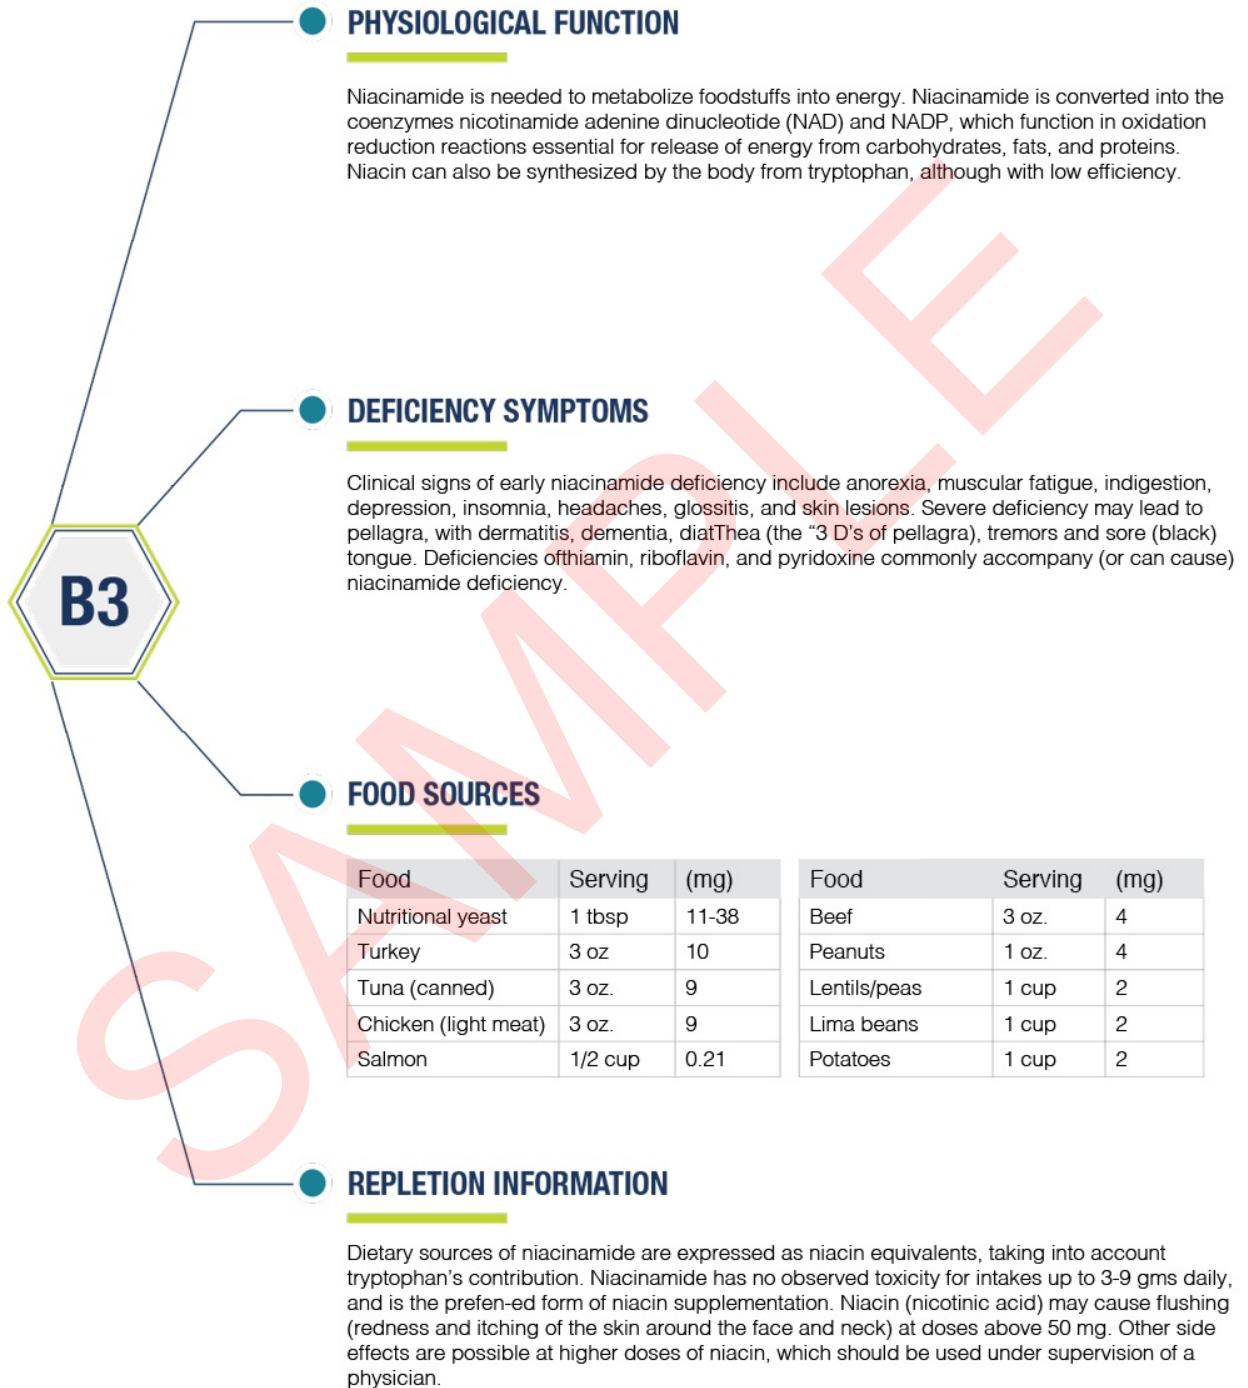 PHYSIOLOGICAL FUNCTION
Niacinamide is needed to metabolize foodstuffs into energy. Niacinamide is converted into the
coenzymes nicotinamide adenine dinucleotide (NAD) and NADP, which function in oxidation
reduction reactions essential for release of energy from carbohydrates, fats, and proteins.
Niacin can also be synthesized by the body from tryptophan, although with low efficiency.
DEFICIENCY SYMPTOMS
Clinical signs of early niacinamide deficiency include anorexia, muscular fatigue, indigestion,
depression, insomnia, headaches, glossitis, and skin lesions. Severe deficiency may lead to
pellagra, with dermatitis, dementia, diatThea (the “3 D's of pellagra), tremors and sore (black)
tongue. Deficiencies ofthiamin, riboflavin, and pyridoxine commonly accompany (or can cause)
niacinamide deficiency.
B3
FOOD SOURCES
Food Serving (mg)
Nutritional yeast 1 tbsp 11-38
Turkey 3 oz 10
Tuna (canned) 3 oz. 9
Chicken (light meat) 3 oz. 9
Salmon 1/2 cup 0.21
Food Serving (mg)
Beef 3 oz. 4
Peanuts 1 oz. 4
Lentils/peas 1 cup 2
Lima beans 1 cup 2
Potatoes 1 cup 2
REPLETION INFORMATION
Dietary sources of niacinamide are expressed as niacin equivalents, taking into account
tryptophan's contribution. Niacinamide has no observed toxicity for intakes up to 3-9 gms daily,
and is the prefen-ed form of niacin supplementation. Niacin (nicotinic acid) may cause flushing
(redness and itching of the skin around the face and neck) at doses above 50 mg. Other side
effects are possible at higher doses of niacin, which should be used under supervision of a
physician.
SAMPLE